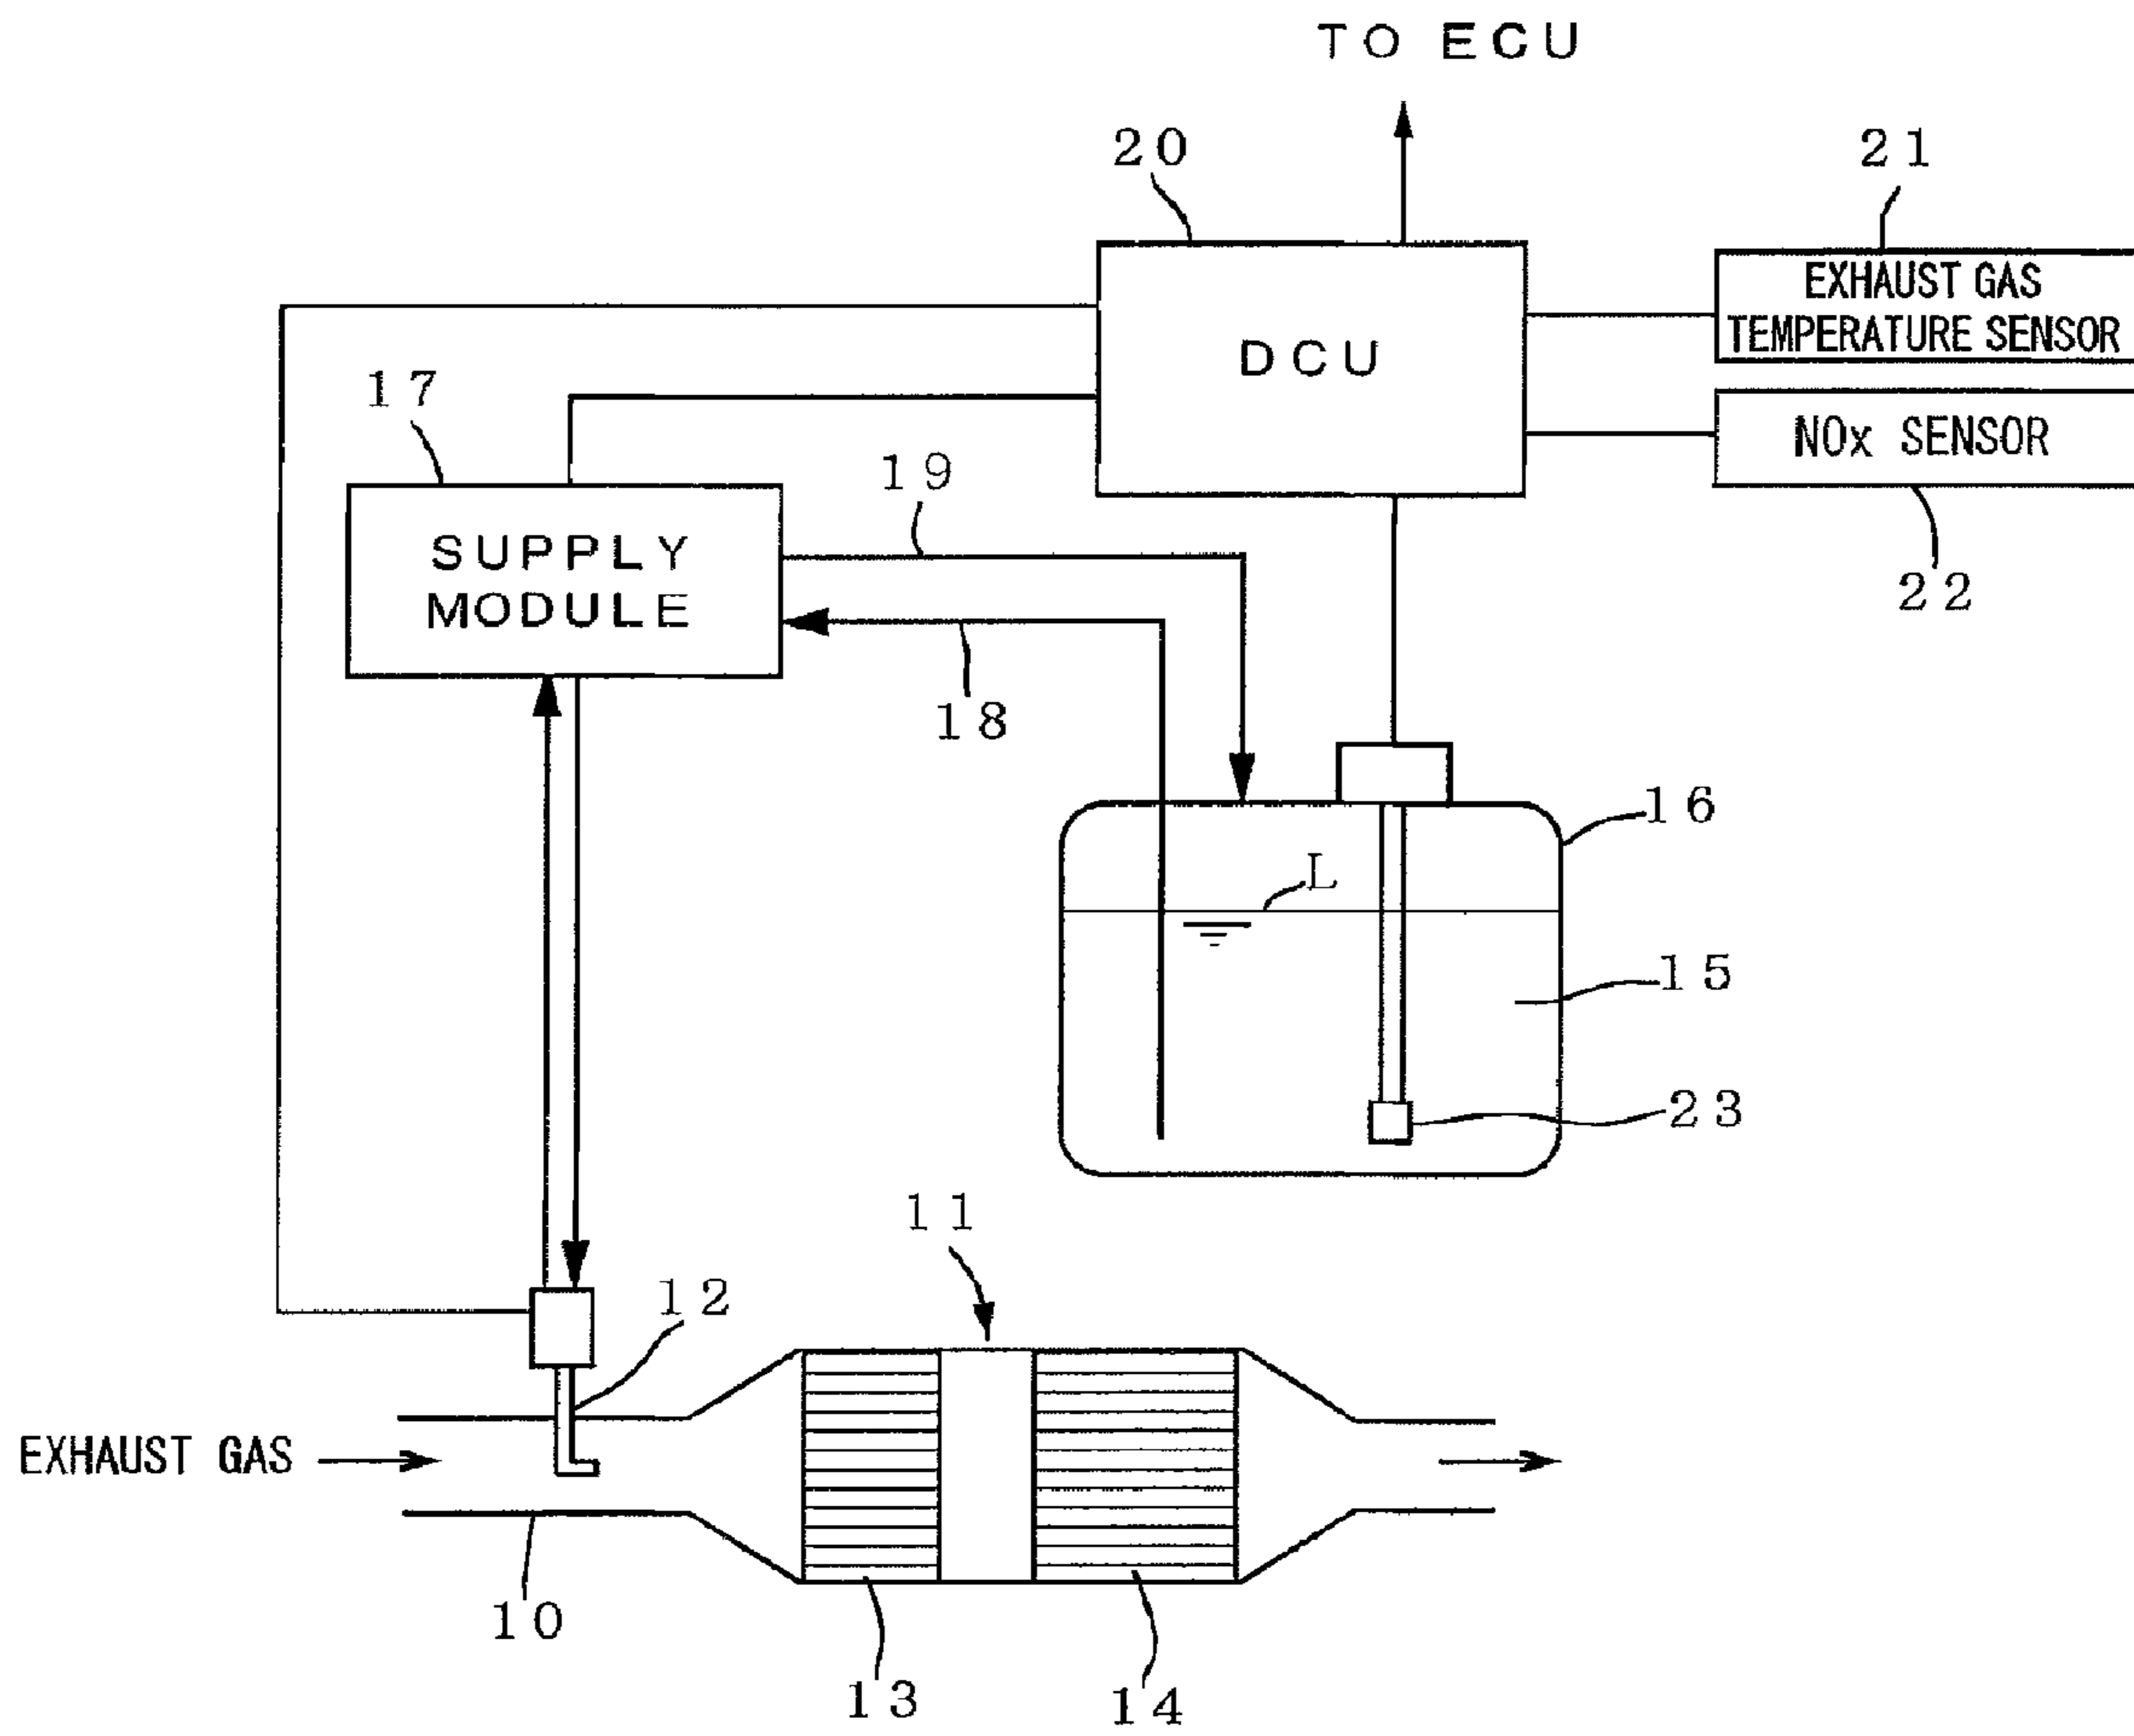 TO ECU
20
21
EXHAUST GAS
TEMPERATURE SENSOR
DCU
17
NOx SENSOR
19
SUPPLY
MODULE
22
18
16
L
15
23
11
12
EXHAUST GAS
10
13
14